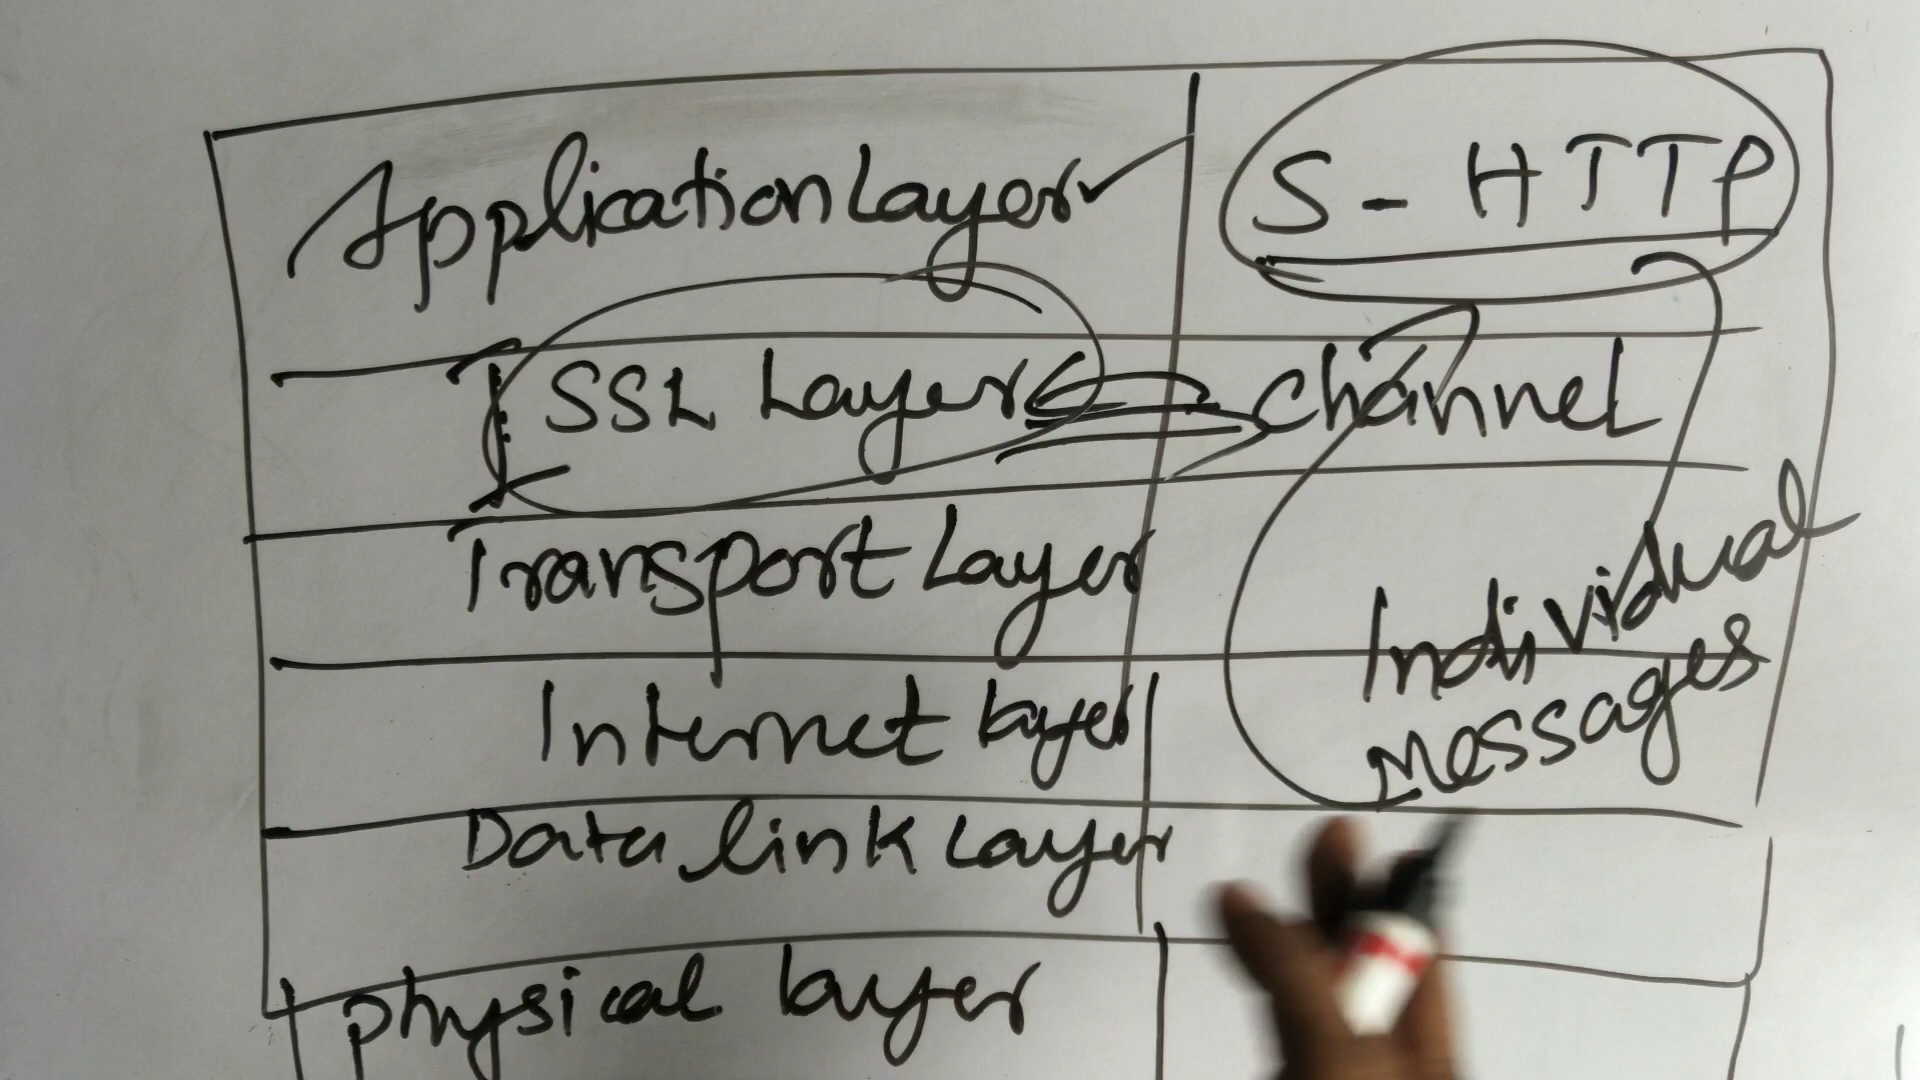 Application Layer
S - HTTP
SSL Layer
channel
Transport Layer
Individual
Messages
Internet layer
Data link Layer
physical layer